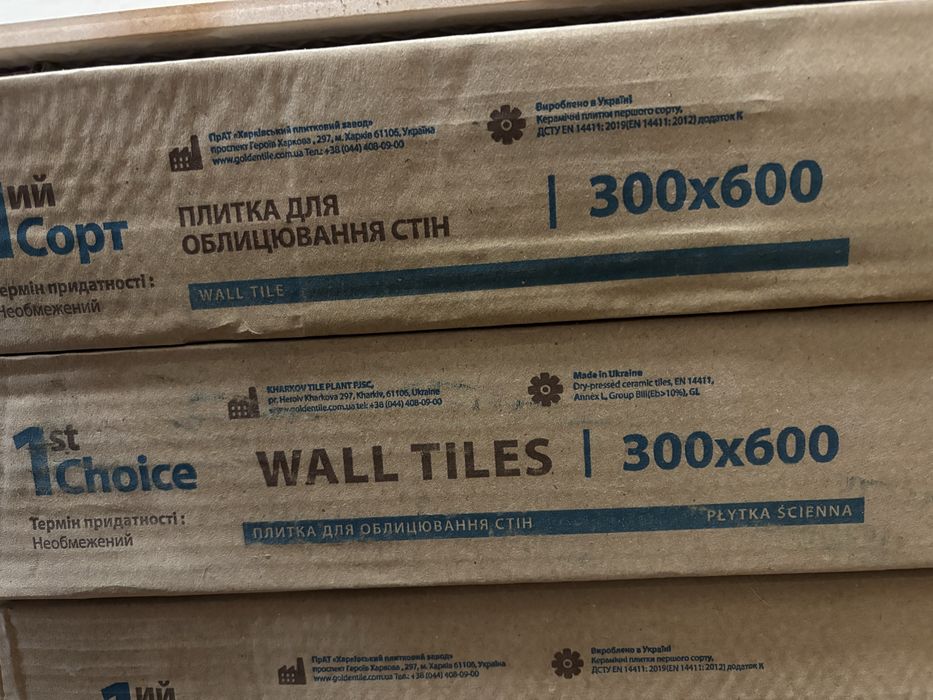 ПрАТ «Харківський плитковий завод»
проспект Героїв Харкова , 297, м. Харків 61106, Україна
www.goldentile.com.ua Тел.: +38 (044) 408-09-00
Вироблено в Україні
Керамічні плитки першого сорту,
ДСТУ EN 14411: 2019(EN 14411: 2012) додаток K
ий
1Сорт
ПЛИТКА ДЛЯ
ОБЛИЦЮВАННЯ СТІН
300x600
ермін придатності :
Необмежений
WALL TILE
KHARKOV TILE PLANT PJSC,
pr. Heroiv Kharkova 297, Kharkiv, 61106, Ukraine
www.goldentile.com.ua tel: +38 (044) 408-09-00
Made in Ukraine
Dry-pressed ceramic tiles, EN 14411,
Annex L, Group BIII(Eb>10%), GL
1st
Choice
WALL TILES
300x600
Термін придатності :
Необмежений
ПЛИТКА ДЛЯ ОБЛИЦЮВАННЯ СТІН
PŁYTKA ŚCIENNA
ПрАТ «Харківський плитковий завод»
проспект Героїв Харкова , 297, м. Харків 61106, Україна
www.goldentile.com.ua Тел.: +38 (044) 408-09-00
Вироблено в Україні
Керамічні плитки першого сорту,
ДСТУ EN 14411: 2019(EN 14411: 2012) додаток K
1ий